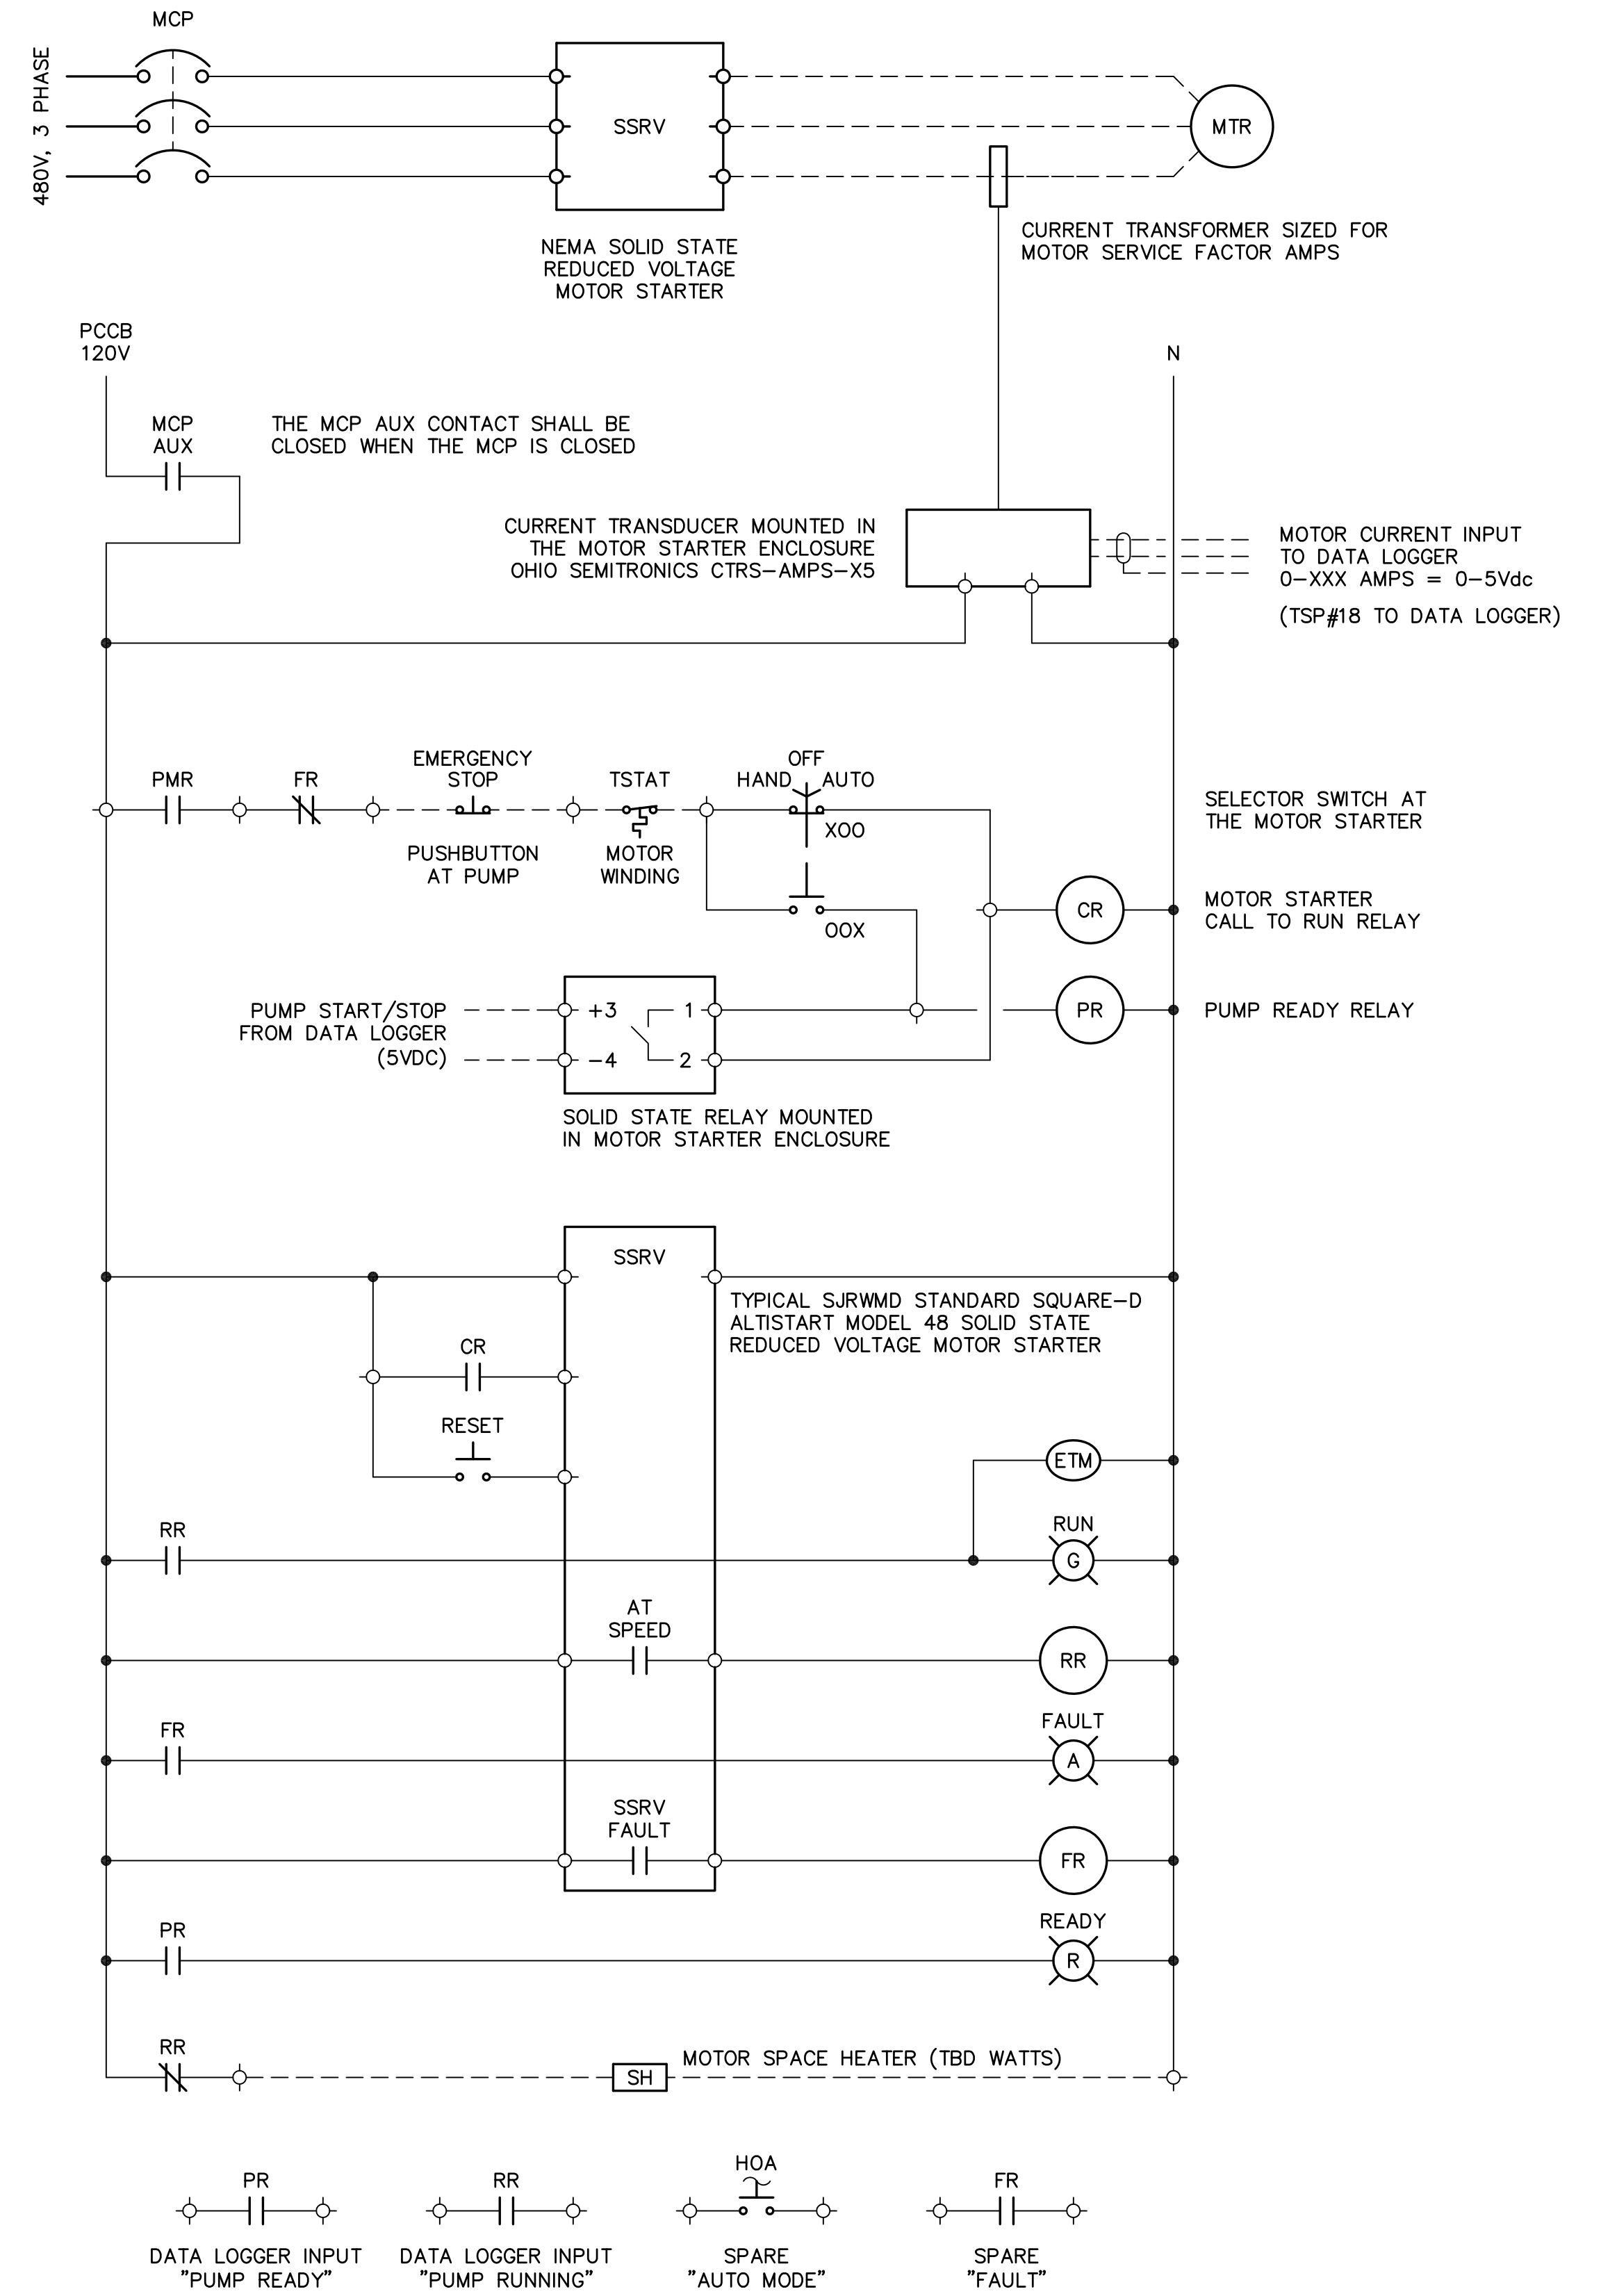 MCP
480V, 3 PHASE
SSRV
MTR
NEMA SOLID STATE
REDUCED VOLTAGE
MOTOR STARTER
CURRENT TRANSFORMER SIZED FOR
MOTOR SERVICE FACTOR AMPS
PCCB
120V
N
MCP
AUX
THE MCP AUX CONTACT SHALL BE
CLOSED WHEN THE MCP IS CLOSED
CURRENT TRANSDUCER MOUNTED IN
THE MOTOR STARTER ENCLOSURE
OHIO SEMITRONICS CTRS-AMPS-X5
MOTOR CURRENT INPUT
TO DATA LOGGER
0-XXX AMPS = 0-5Vdc
(TSP#18 TO DATA LOGGER)
PMR
FR
EMERGENCY
STOP
PUSHBUTTON
AT PUMP
TSTAT
MOTOR
WINDING
OFF
HAND AUTO
XOO
OOX
SELECTOR SWITCH AT
THE MOTOR STARTER
CR
MOTOR STARTER
CALL TO RUN RELAY
PUMP START/STOP
FROM DATA LOGGER
(5VDC)
+3 1
-4 2
PR
PUMP READY RELAY
SOLID STATE RELAY MOUNTED
IN MOTOR STARTER ENCLOSURE
SSRV
TYPICAL SJRWMD STANDARD SQUARE-D
ALTISTART MODEL 48 SOLID STATE
REDUCED VOLTAGE MOTOR STARTER
CR
RESET
ETM
RR
RUN
G
AT
SPEED
RR
FR
FAULT
A
SSRV
FAULT
FR
PR
READY
R
RR
SH
MOTOR SPACE HEATER (TBD WATTS)
PR
DATA LOGGER INPUT
"PUMP READY"
RR
DATA LOGGER INPUT
"PUMP RUNNING"
HOA
SPARE
"AUTO MODE"
FR
SPARE
"FAULT"